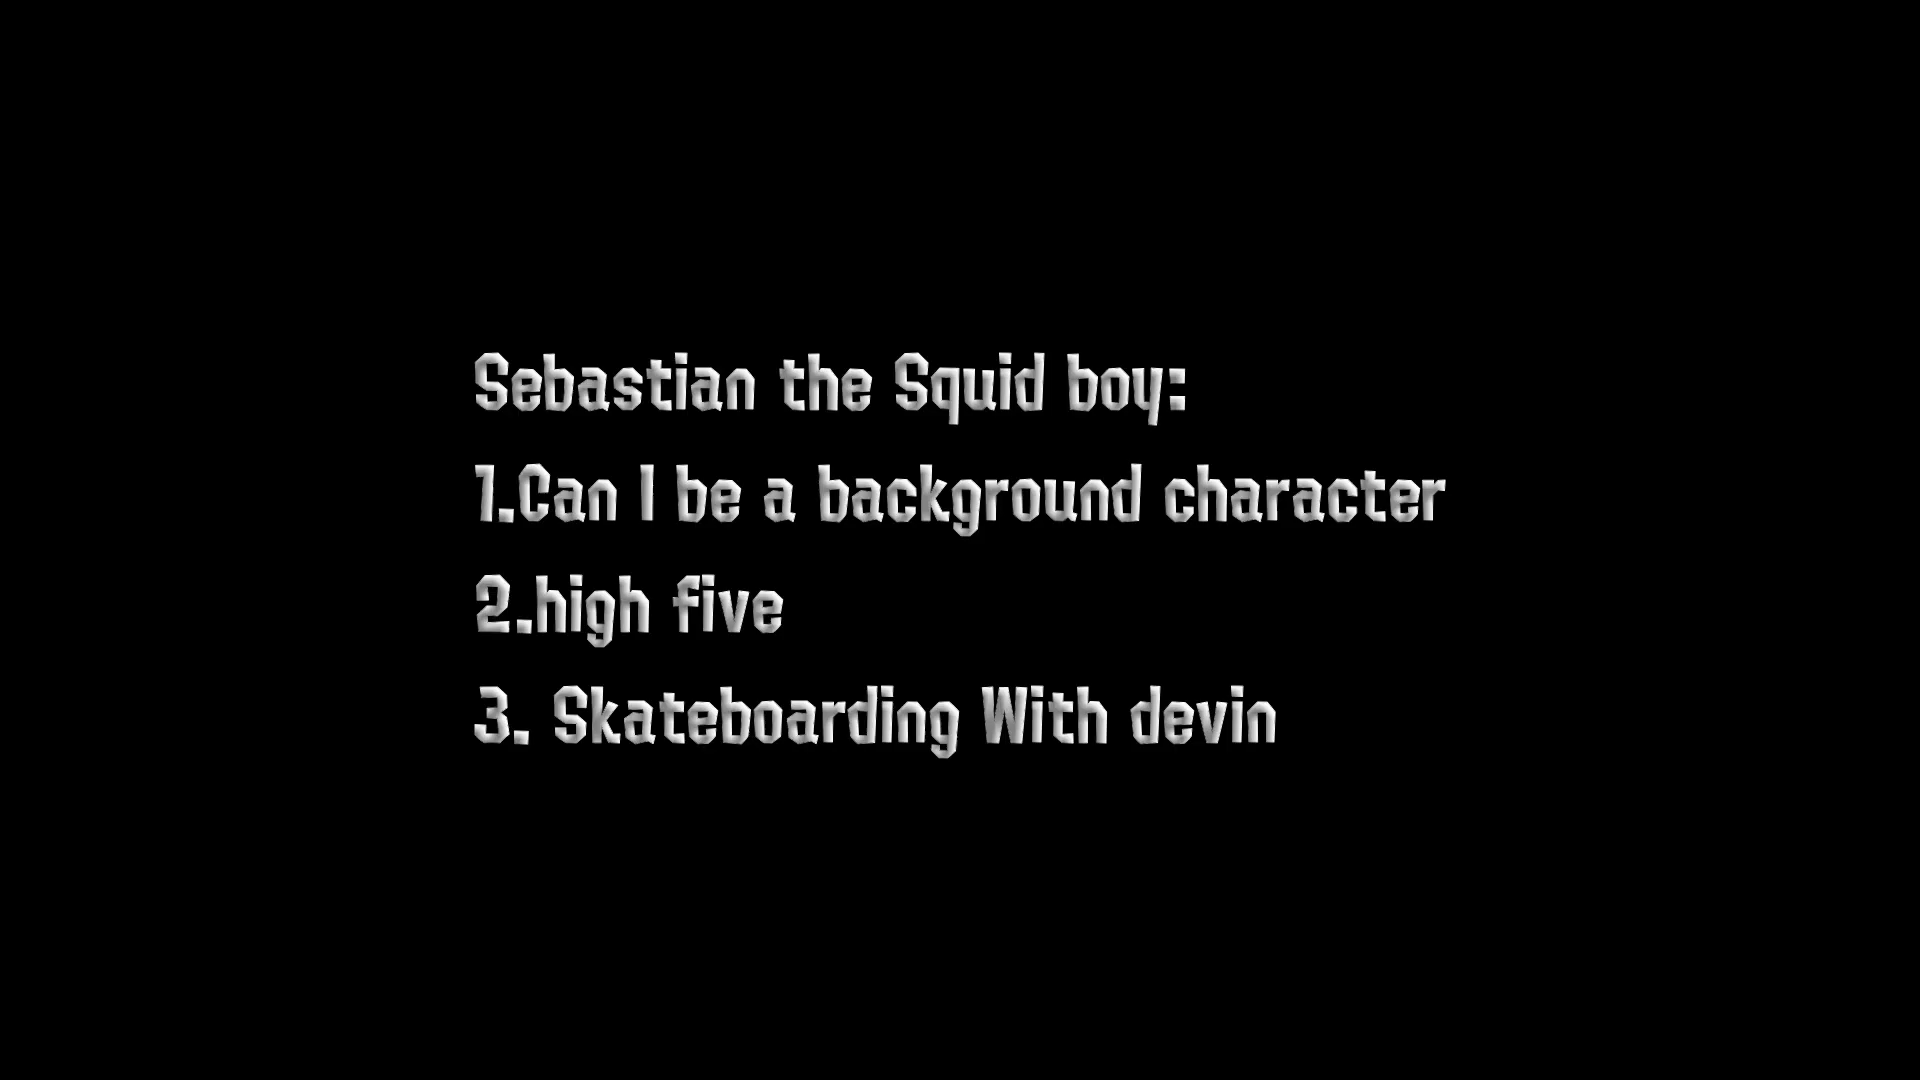 Sebastian the Squid boy:
1.Can I be a background character
2.high five
3. Skateboarding With devin